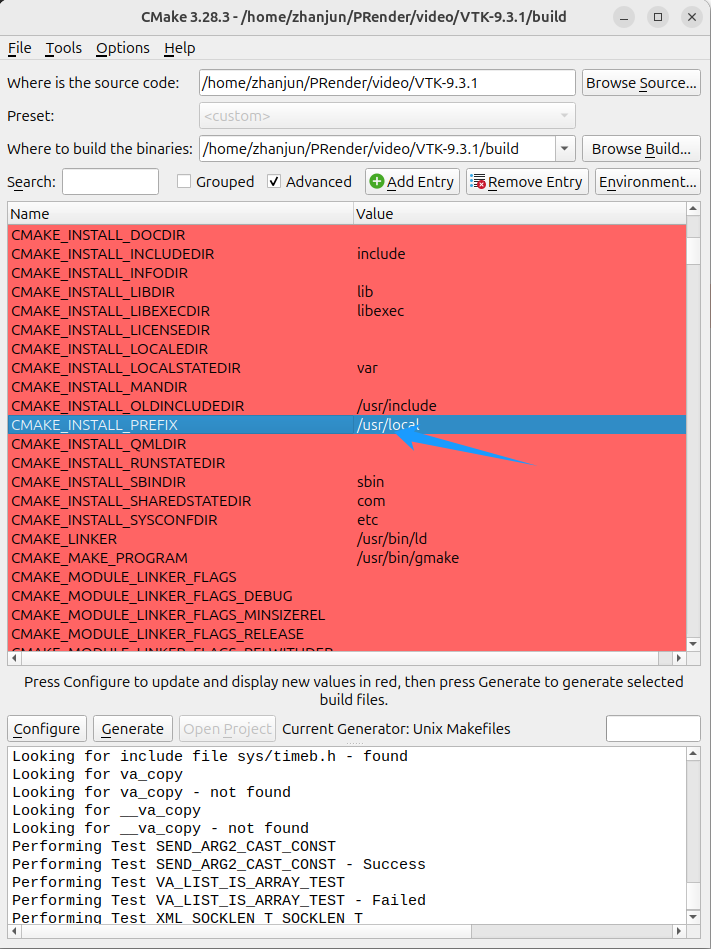 CMake 3.28.3 - /home/zhanjun/PRender/video/VTK-9.3.1/build
File Tools Options Help
Where is the source code: /home/zhanjun/PRender/video/VTK-9.3.1 Browse Source...
Preset: <custom>
Where to build the binaries: /home/zhanjun/PRender/video/VTK-9.3.1/build Browse Build...
Search: Grouped Advanced Add Entry Remove Entry Environment...
Name Value
CMAKE_INSTALL_DOCDIR
CMAKE_INSTALL_INCLUDEDIR include
CMAKE_INSTALL_INFODIR
CMAKE_INSTALL_LIBDIR lib
CMAKE_INSTALL_LIBEXECDIR libexec
CMAKE_INSTALL_LICENSEDIR
CMAKE_INSTALL_LOCALEDIR
CMAKE_INSTALL_LOCALSTATEDIR var
CMAKE_INSTALL_MANDIR
CMAKE_INSTALL_OLDINCLUDEDIR /usr/include
CMAKE_INSTALL_PREFIX /usr/local
CMAKE_INSTALL_QMLDIR
CMAKE_INSTALL_RUNSTATEDIR
CMAKE_INSTALL_SBINDIR sbin
CMAKE_INSTALL_SHAREDSTATEDIR com
CMAKE_INSTALL_SYSCONFDIR etc
CMAKE_LINKER /usr/bin/ld
CMAKE_MAKE_PROGRAM /usr/bin/gmake
CMAKE_MODULE_LINKER_FLAGS
CMAKE_MODULE_LINKER_FLAGS_DEBUG
CMAKE_MODULE_LINKER_FLAGS_MINSIZEREL
CMAKE_MODULE_LINKER_FLAGS_RELEASE
CMAKE_MODULE_LINKER_FLAGS_RELWITHDEB
Press Configure to update and display new values in red, then press Generate to generate selected
build files.
Configure Generate Open Project Current Generator: Unix Makefiles
Looking for include file sys/timeb.h - found
Looking for va_copy
Looking for va_copy - not found
Looking for __va_copy
Looking for __va_copy - not found
Performing Test SEND_ARG2_CAST_CONST
Performing Test SEND_ARG2_CAST_CONST - Success
Performing Test VA_LIST_IS_ARRAY_TEST
Performing Test VA_LIST_IS_ARRAY_TEST - Failed
Performing Test XML_SOCKLEN_T_SOCKLEN_T